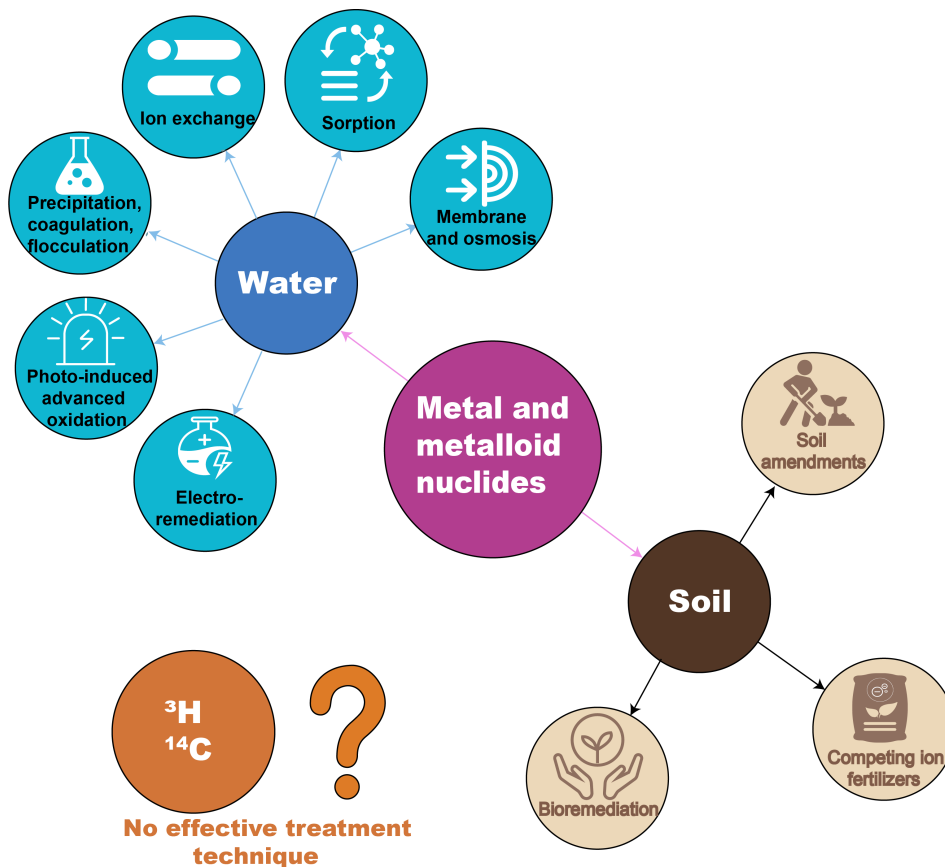 Ion exchange
Sorption
Precipitation,
coagulation,
flocculation
Membrane
and osmosis
Water
Photo-induced
advanced
oxidation
Electro-
remediation
Metal and
metalloid
nuclides
Soil
amendments
Soil
Competing ion
fertilizers
Bioremediation
³H
¹⁴C
No effective treatment
technique